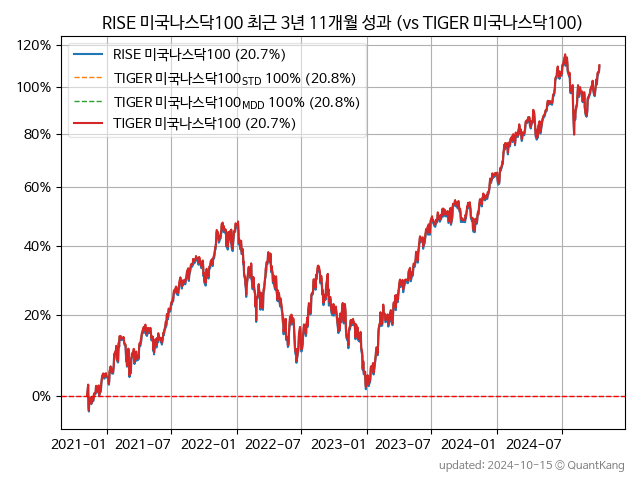 RISE 미국나스닥100 최근 3년 11개월 성과 (vs TIGER 미국나스닥100)
120%
100%
80%
60%
40%
20%
0%
RISE 미국나스닥100 (20.7%)
TIGER 미국나스닥100STD 100% (20.8%)
TIGER 미국나스닥100MDD 100% (20.8%)
TIGER 미국나스닥100 (20.7%)
2021-01 2021-07 2022-01 2022-07 2023-01 2023-07 2024-01 2024-07
updated: 2024-10-15 © QuantKang